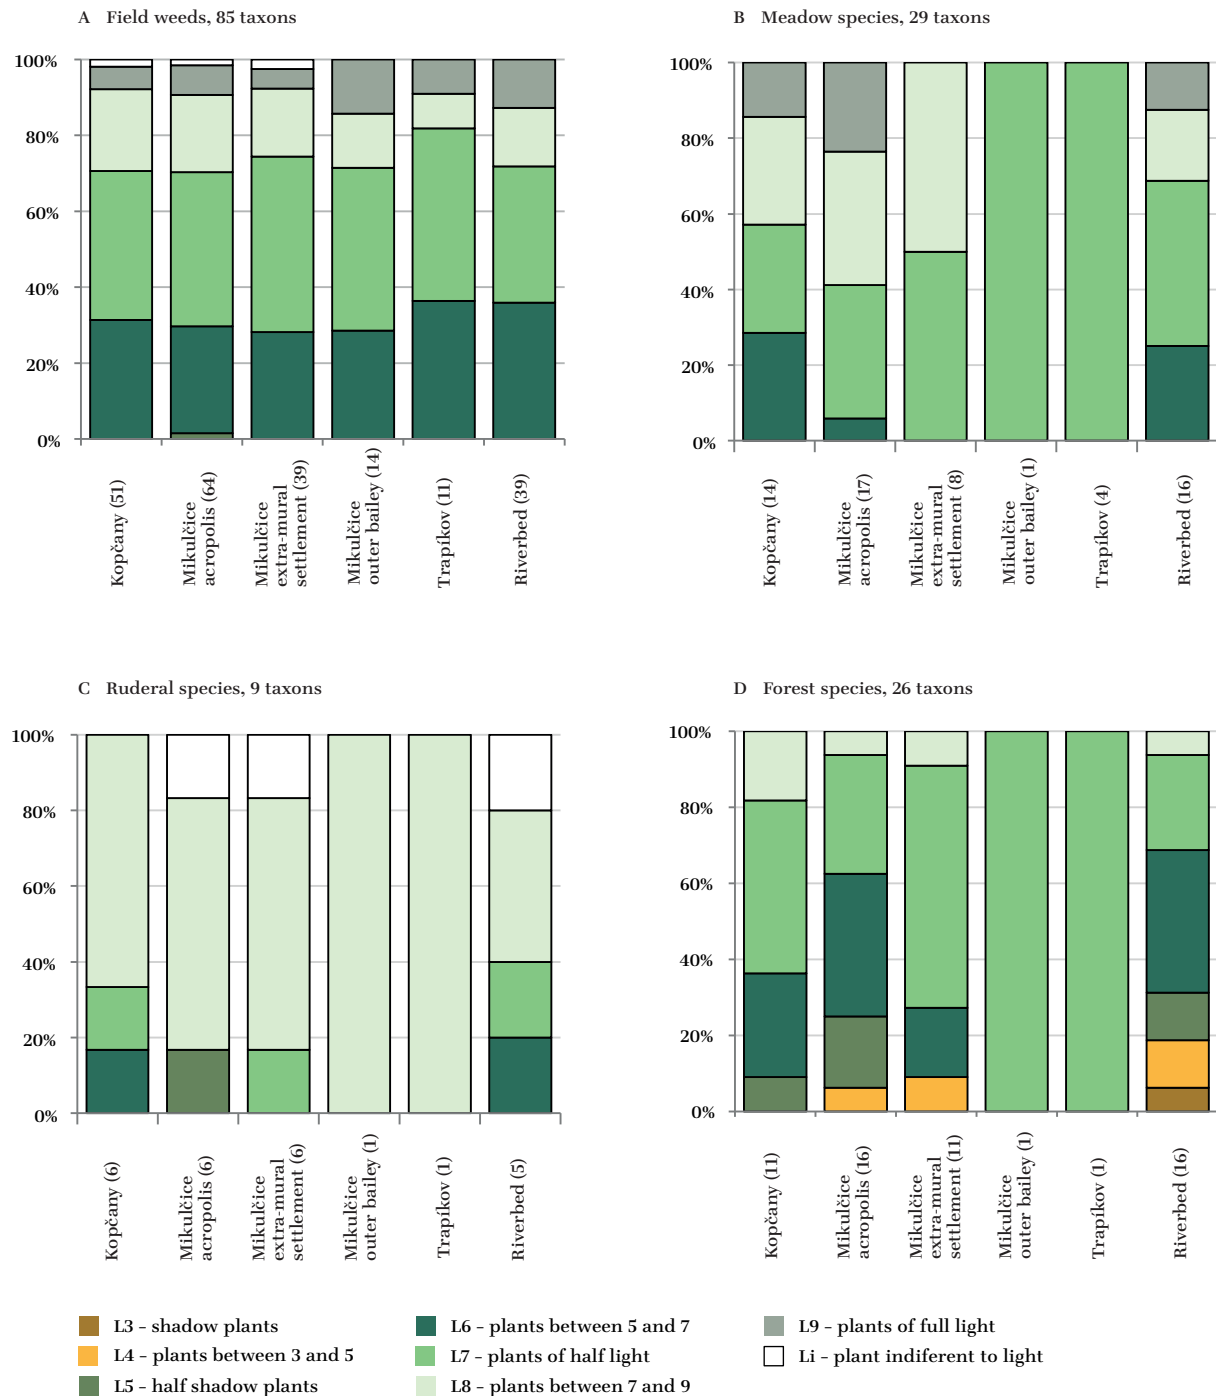 A Field weeds, 85 taxons
100%
80%
60%
40%
20%
0%
Kopčany (51)
Mikulčice
acropolis (64)
Mikulčice
extra-mural
settlement (39)
Mikulčice
outer bailey (14)
Trapíkov (11)
Riverbed (39)
B Meadow species, 29 taxons
100%
80%
60%
40%
20%
0%
Kopčany (14)
Mikulčice
acropolis (17)
Mikulčice
extra-mural
settlement (8)
Mikulčice
outer bailey (1)
Trapíkov (4)
Riverbed (16)
C Ruderal species, 9 taxons
100%
80%
60%
40%
20%
0%
Kopčany (6)
Mikulčice
acropolis (6)
Mikulčice
extra-mural
settlement (6)
Mikulčice
outer bailey (1)
Trapíkov (1)
Riverbed (5)
D Forest species, 26 taxons
100%
80%
60%
40%
20%
0%
Kopčany (11)
Mikulčice
acropolis (16)
Mikulčice
extra-mural
settlement (11)
Mikulčice
outer bailey (1)
Trapíkov (1)
Riverbed (16)
L3 – shadow plants
L4 – plants between 3 and 5
L5 – half shadow plants
L6 – plants between 5 and 7
L7 – plants of half light
L8 – plants between 7 and 9
L9 – plants of full light
Li – plant indiferent to light